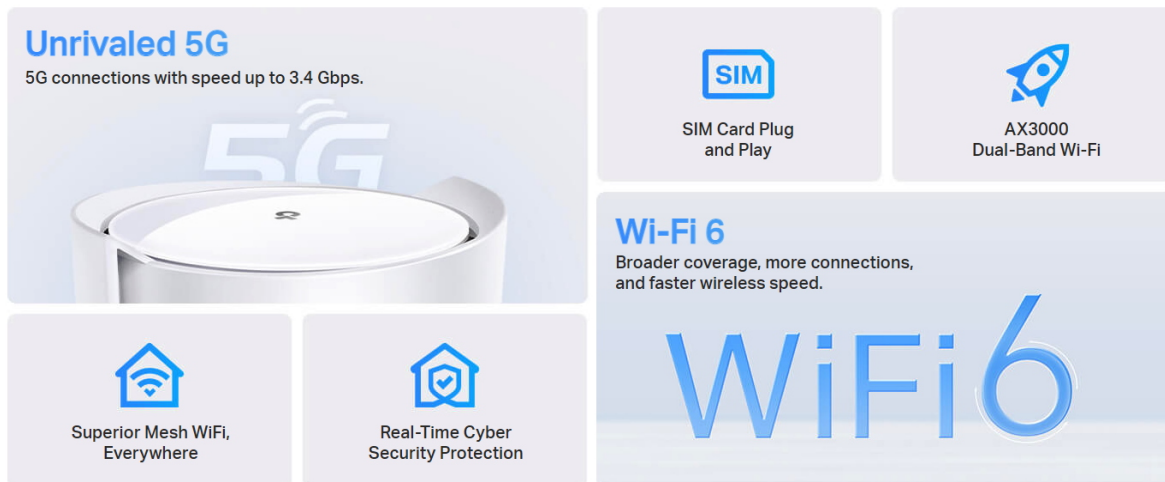 Unrivaled 5G
5G connections with speed up to 3.4 Gbps.
5G
SIM
SIM Card Plug
and Play
AX3000
Dual-Band Wi-Fi
Wi-Fi 6
Broader coverage, more connections,
and faster wireless speed.
WiFi 6
Superior Mesh WiFi,
Everywhere
Real-Time Cyber
Security Protection